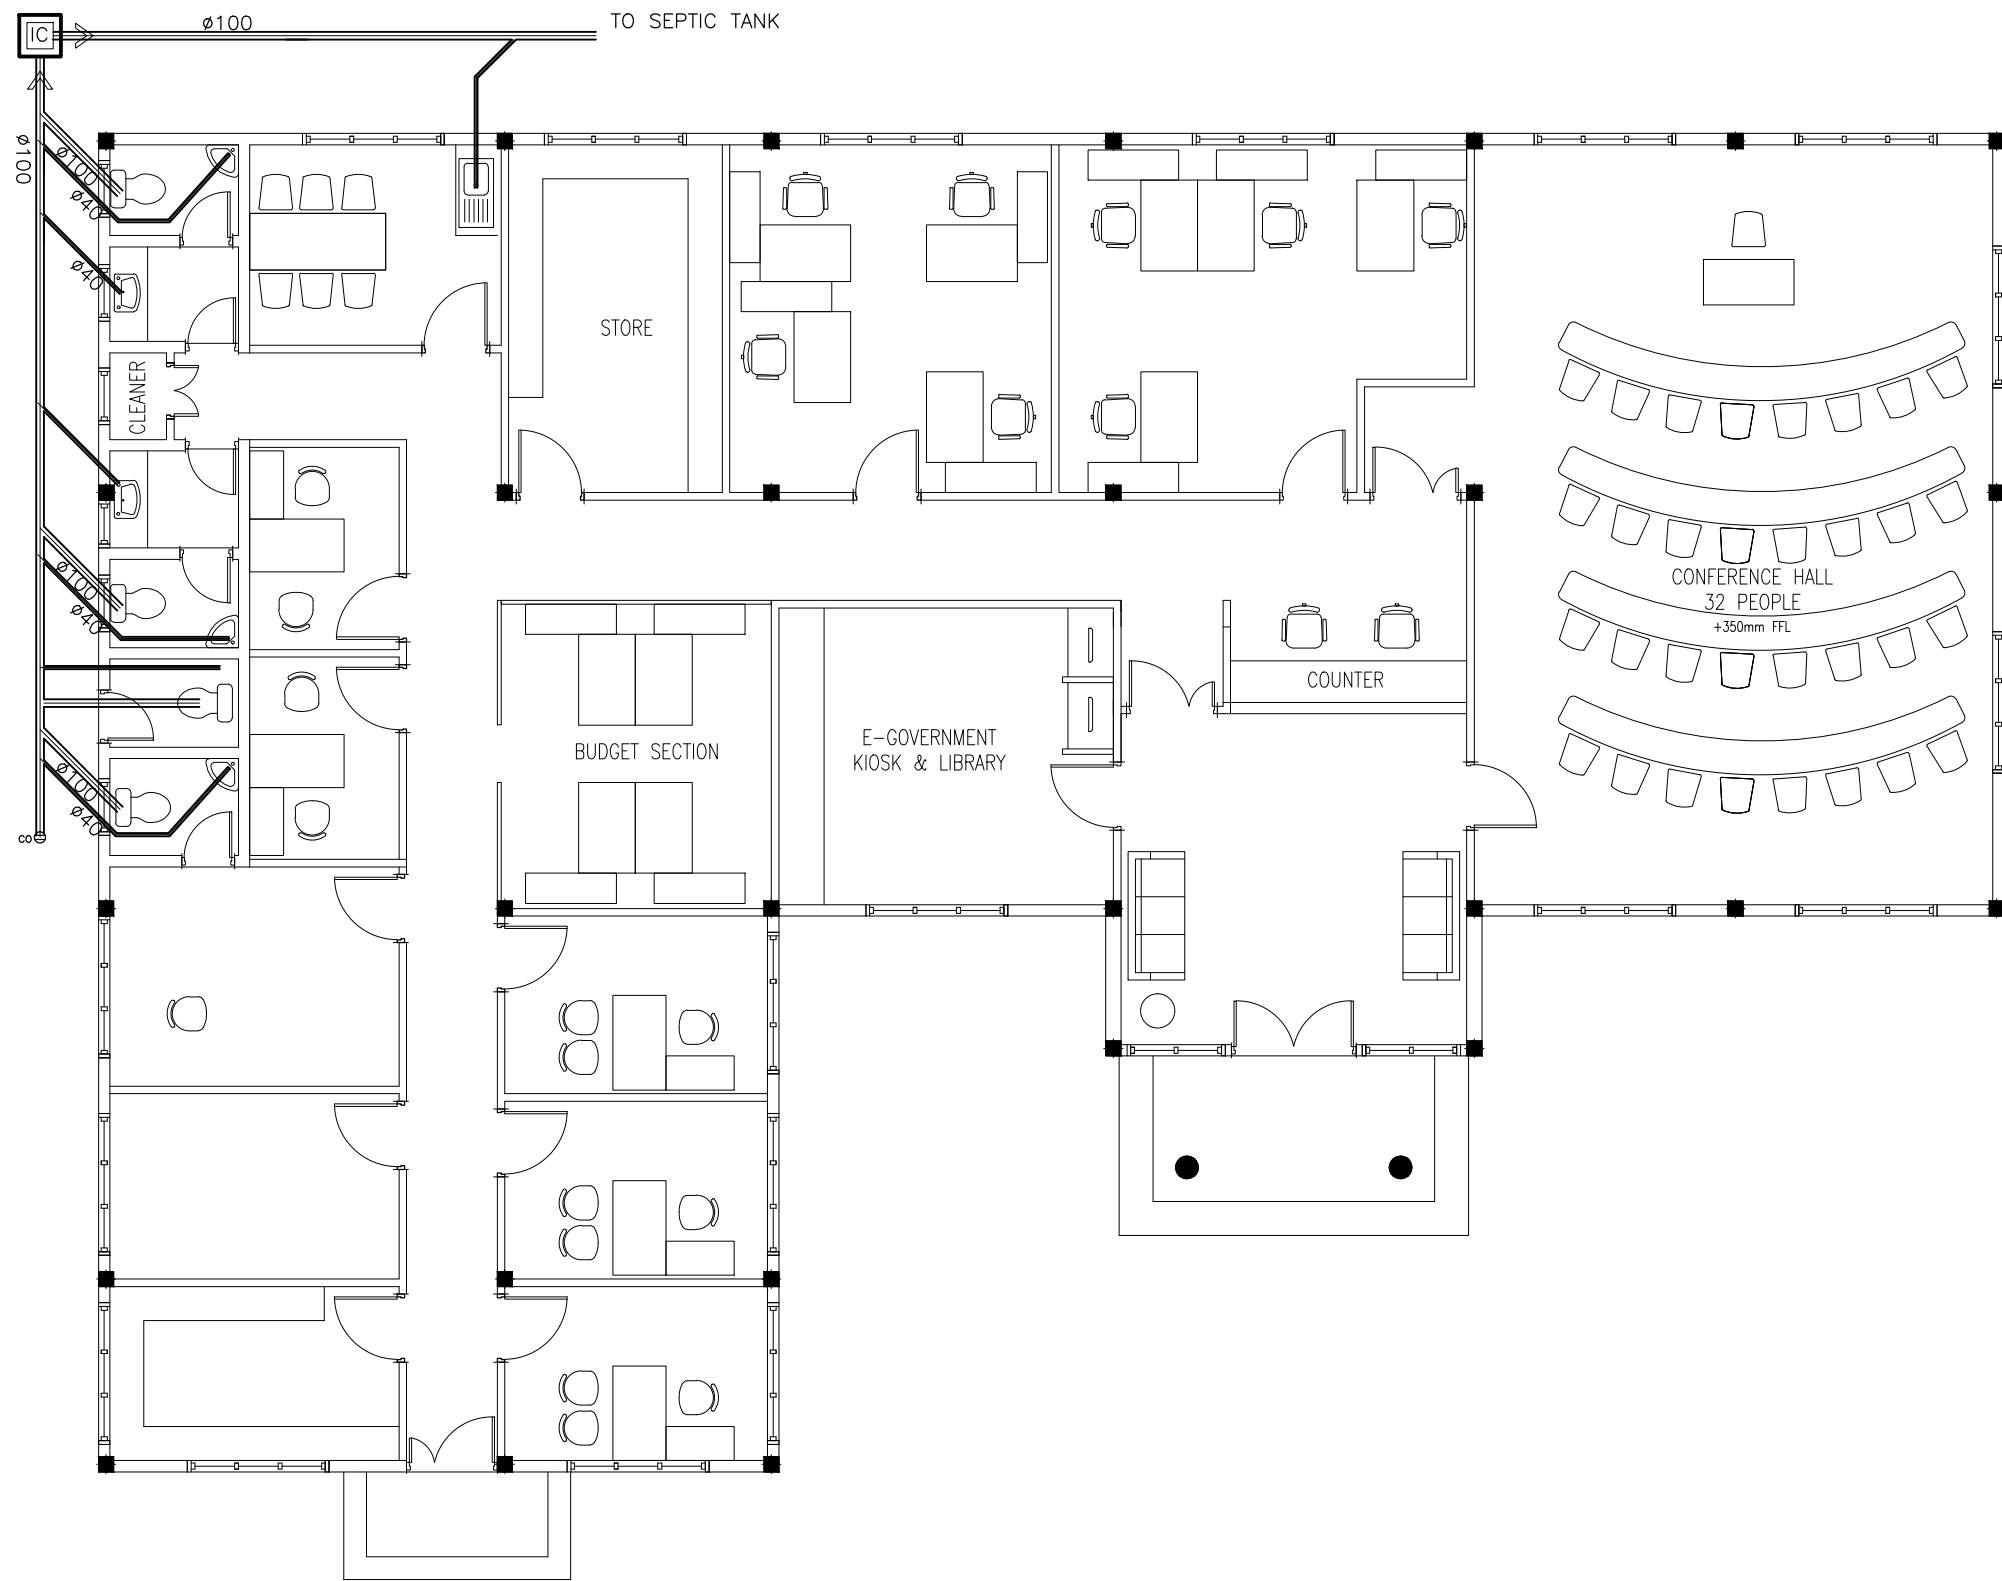 TO SEPTIC TANK
ø100
IC
ø100
ø100
ø40
ø40
STORE
CLEANER
ø100
ø40
CONFERENCE HALL
32 PEOPLE
+350mm FFL
COUNTER
E-GOVERNMENT
KIOSK & LIBRARY
BUDGET SECTION
ø100
ø40
CO